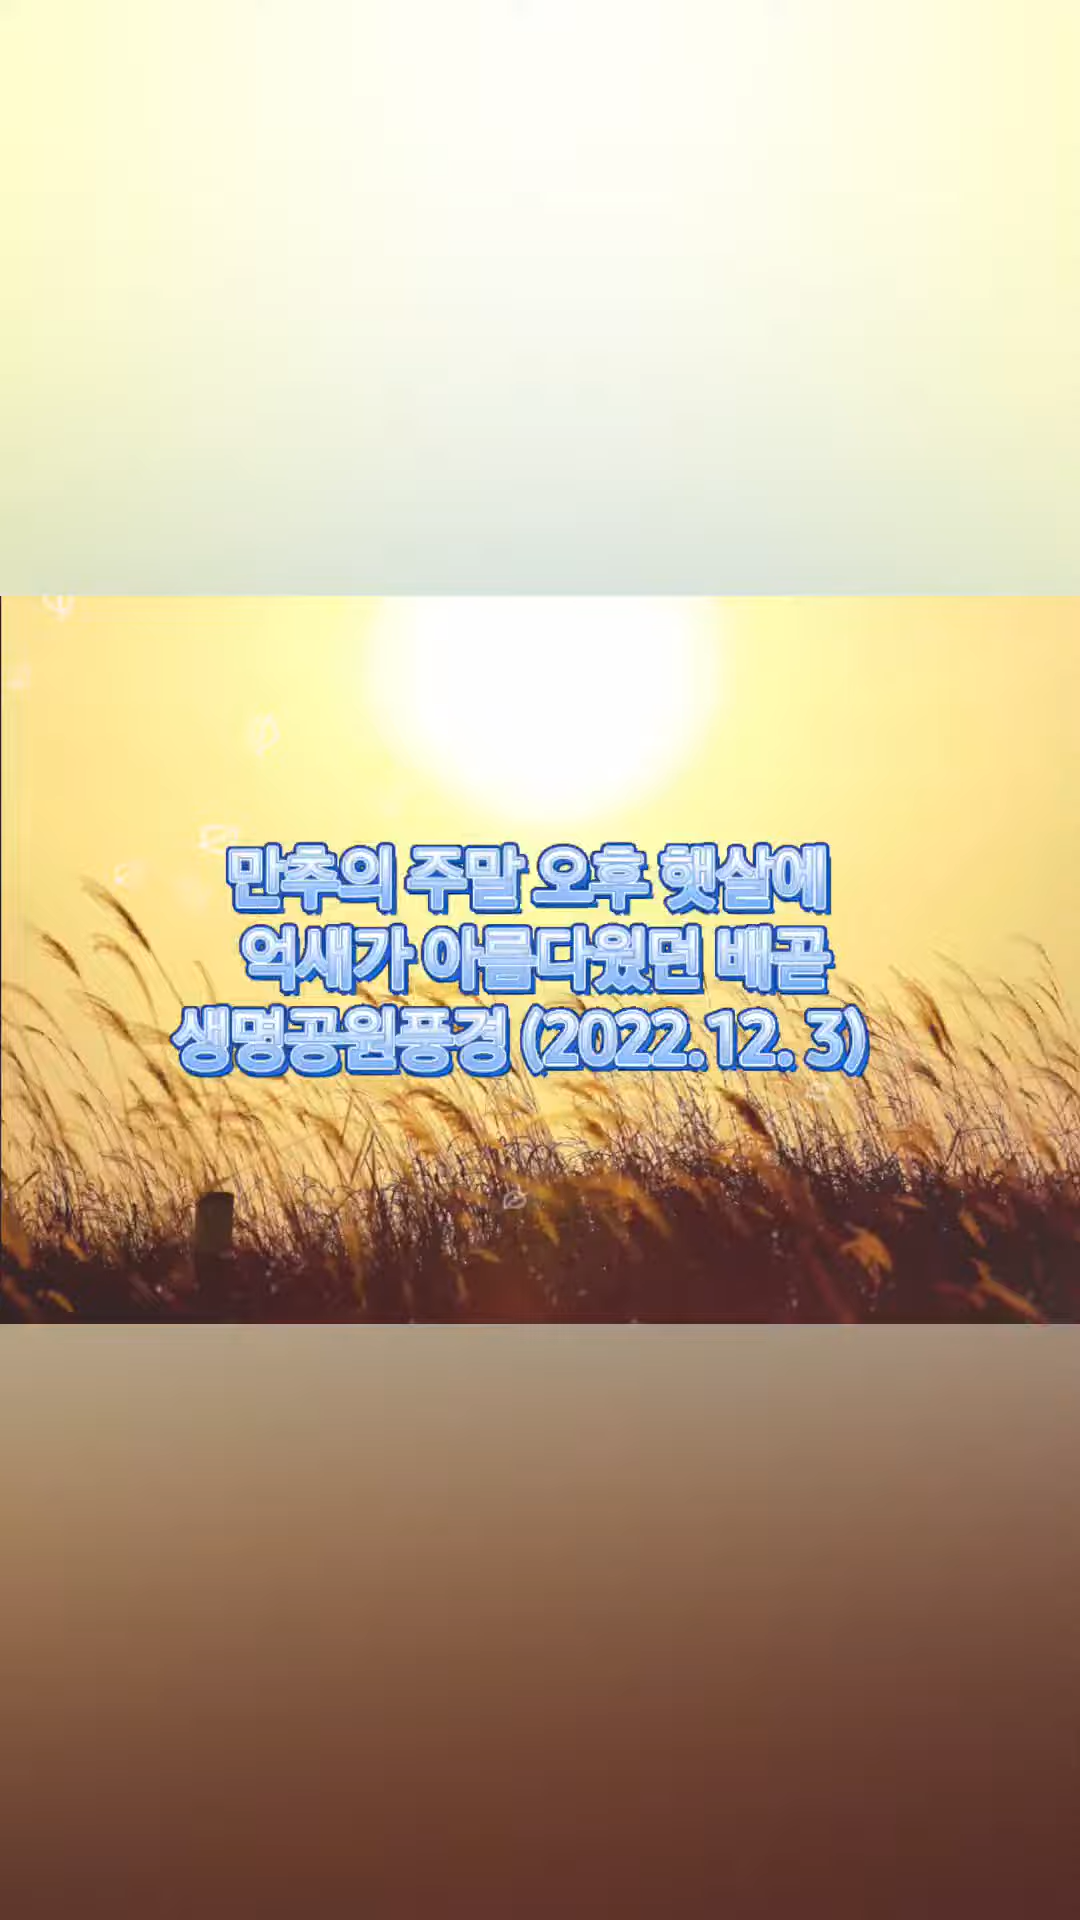 만추의 주말 오후 햇살에
억새가 아름다웠던 배곧
생명공원풍경 (2022.12. 3)